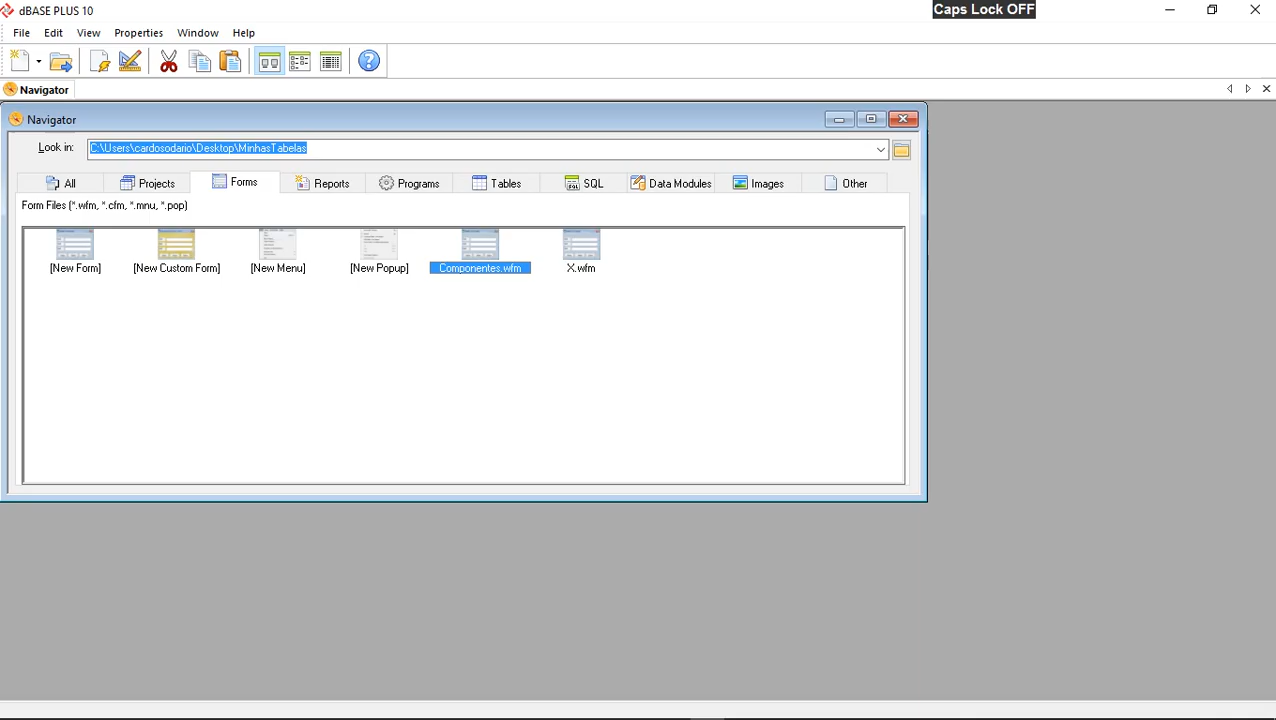 dBASE PLUS 10
Caps Lock OFF
File Edit View Properties Window Help
Navigator
Navigator
Look in: C:\Users\cardosodario\Desktop\MinhasTabelas
All Projects Forms Reports Programs Tables SQL Data Modules Images Other
Form Files (*.wfm, *.cfm, *.mnu, *.pop)
[New Form] [New Custom Form] [New Menu] [New Popup] Componentes.wfm X.wfm